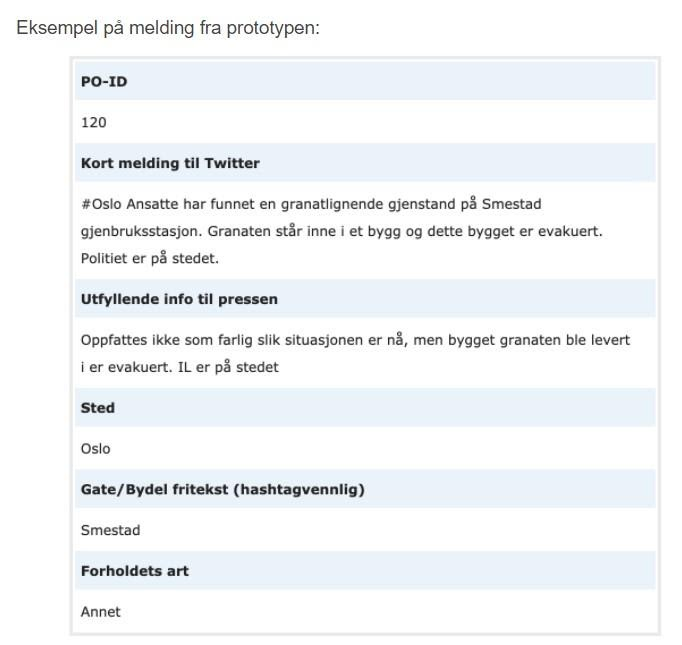 Eksempel på melding fra prototypen:
PO-ID
120
Kort melding til Twitter
#Oslo Ansatte har funnet en granatlignende gjenstand på Smestad
gjenbruksstasjon. Granaten står inne i et bygg og dette bygget er evakuert.
Politiet er på stedet.
Utfyllende info til pressen
Oppfattes ikke som farlig slik situasjonen er nå, men bygget granaten ble levert
i er evakuert. IL er på stedet
Sted
Oslo
Gate/Bydel fritekst (hashtagvennlig)
Smestad
Forholdets art
Annet